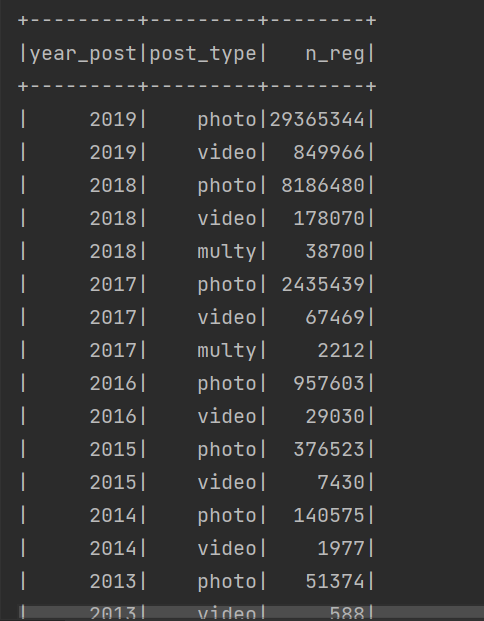 +---------+---------+--------+
|year_post|post_type|   n_reg|
+---------+---------+--------+
|     2019|    photo|29365344|
|     2019|    video|  849966|
|     2018|    photo| 8186480|
|     2018|    video|  178070|
|     2018|    multy|   38700|
|     2017|    photo| 2435439|
|     2017|    video|   67469|
|     2017|    multy|    2212|
|     2016|    photo|  957603|
|     2016|    video|   29030|
|     2015|    photo|  376523|
|     2015|    video|    7430|
|     2014|    photo|  140575|
|     2014|    video|    1977|
|     2013|    photo|   51374|
|     2013|    video|     588|